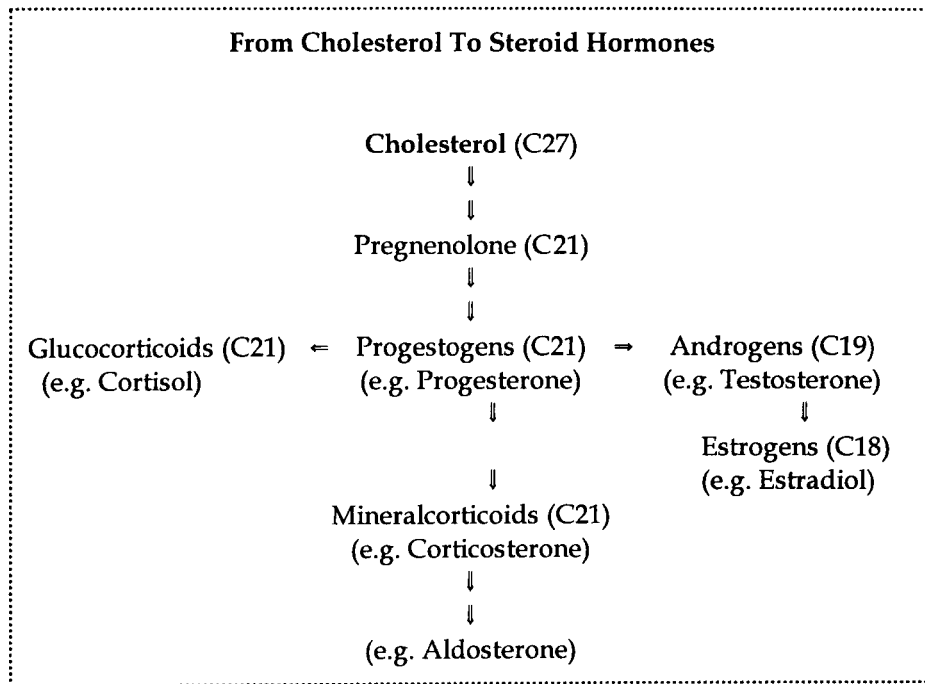 From Cholesterol To Steroid Hormones
Cholesterol (C27)
⇓
⇓
Pregnenolone (C21)
⇓
⇓
Glucocorticoids (C21) ⇐ Progestogens (C21) ⇒ Androgens (C19)
(e.g. Cortisol) (e.g. Progesterone) (e.g. Testosterone)
⇓ ⇓
Estrogens (C18)
(e.g. Estradiol)
⇓
Mineralcorticoids (C21)
(e.g. Corticosterone)
⇓
⇓
(e.g. Aldosterone)